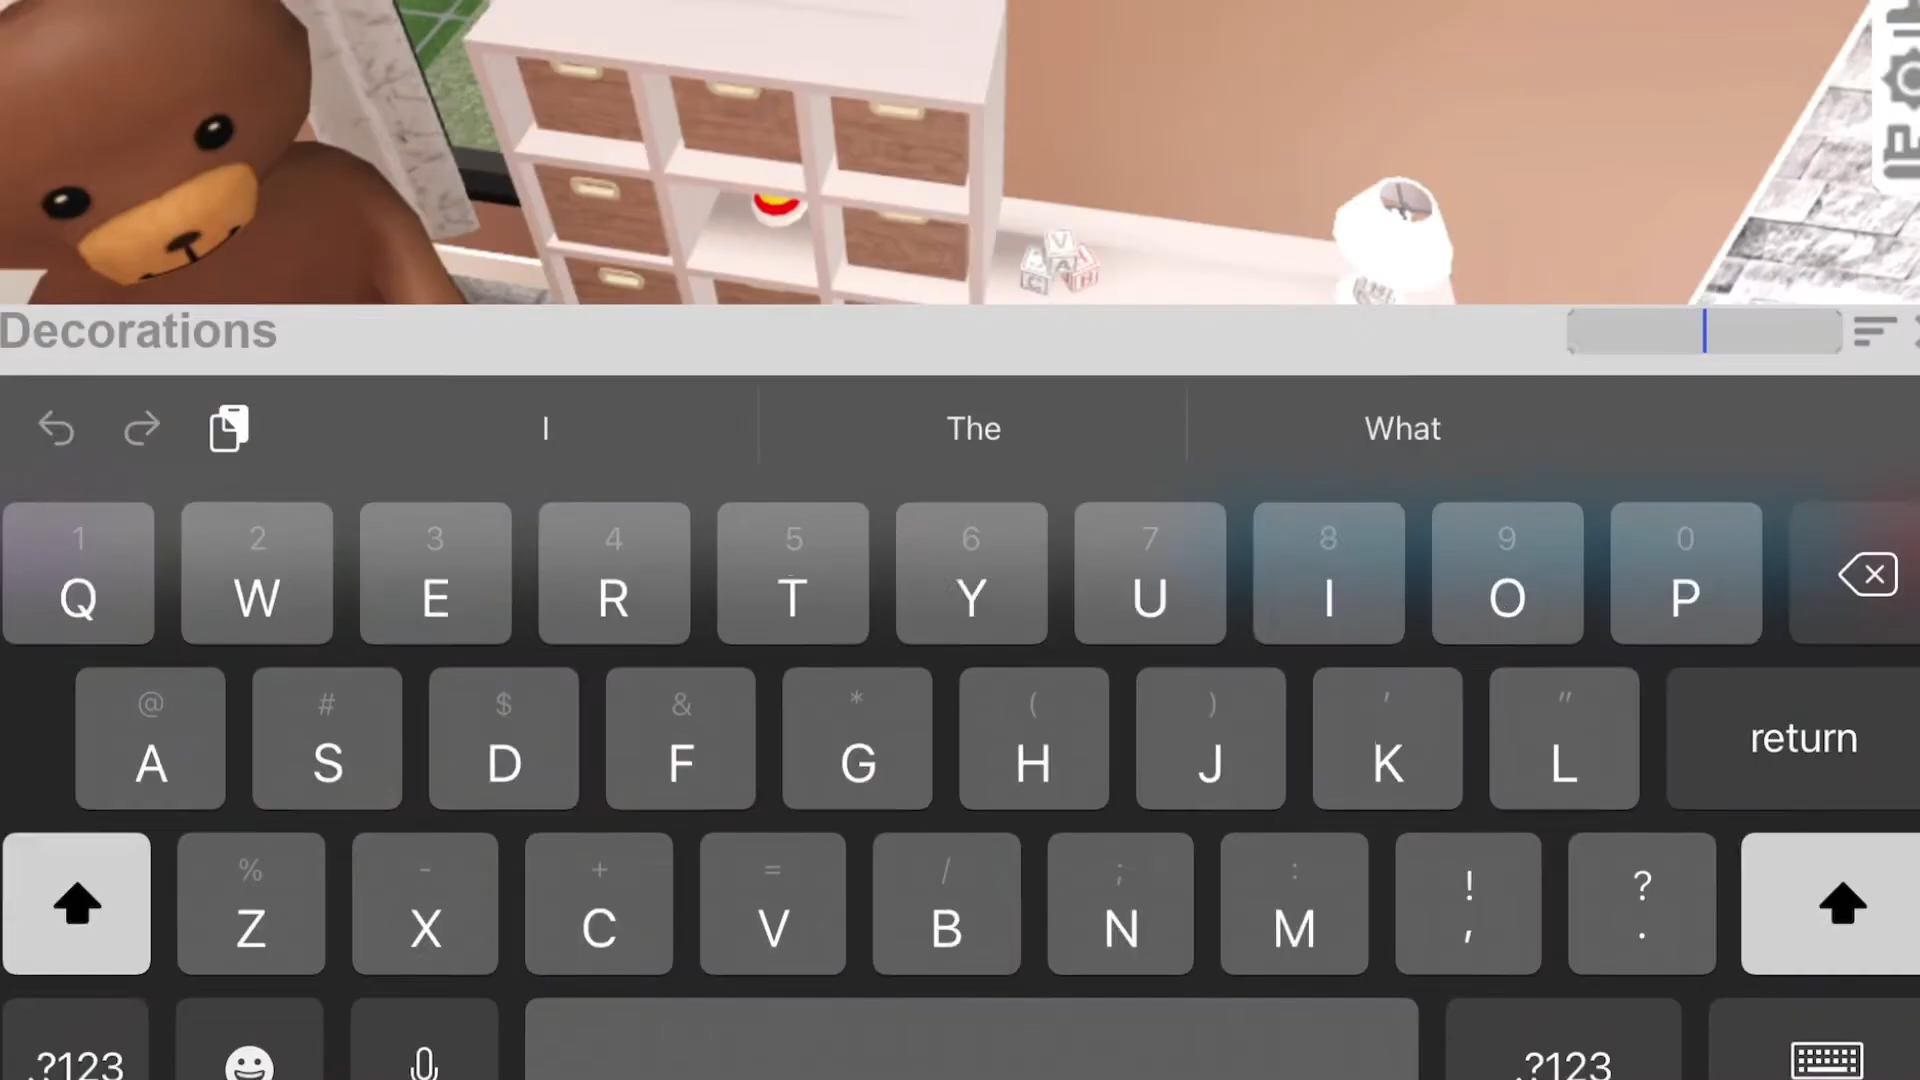 Decorations
I The What
1 2 3 4 5 6 7 8 9 0
Q W E R T Y U I O P
@ # $ & * ( ) ' "
A S D F G H J K L return
% - + = / ; : ! ?
Z X C V B N M , .
.?123 .?123